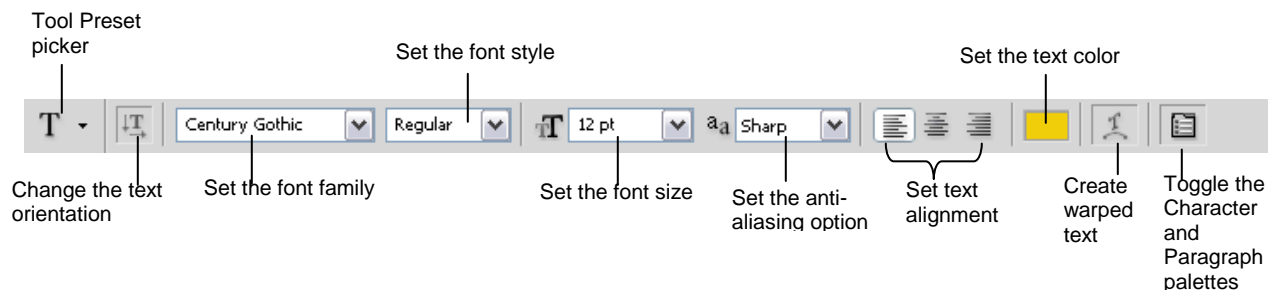 Tool Preset
picker
Set the font style
Set the text color
T
T
Century Gothic
Regular
TT
12 pt
aa
Sharp
T
Change the text
orientation
Set the font family
Set the font size
Set the anti-
aliasing option
Set text
alignment
Create
warped
text
Toggle the
Character
and
Paragraph
palettes